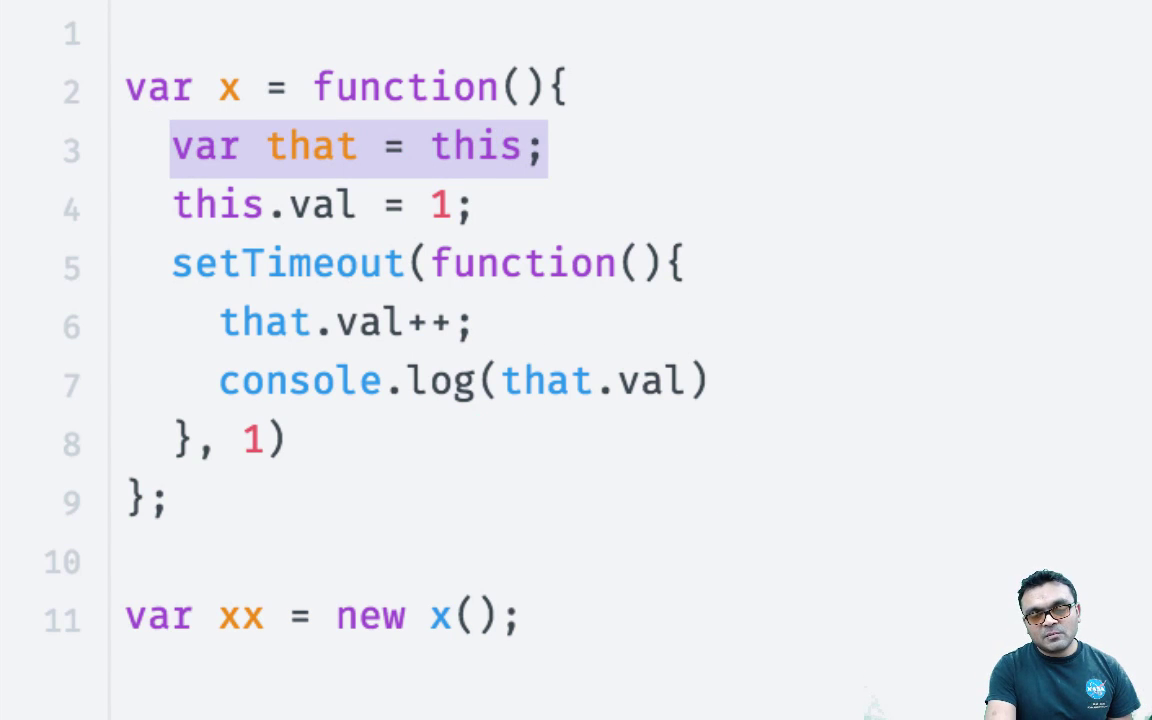 1
2 var x = function(){
3 var that = this;
4 this.val = 1;
5 setTimeout(function(){
6 that.val++;
7 console.log(that.val)
8 }, 1)
9 };
10
11 var xx = new x();
NASA